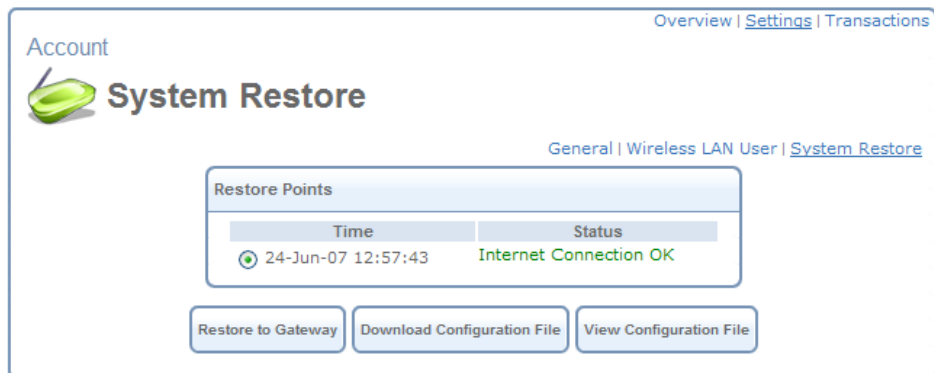 Overview | Settings | Transactions
Account
System Restore
General | Wireless LAN User | System Restore
Restore Points
Time Status
24-Jun-07 12:57:43 Internet Connection OK
Restore to Gateway Download Configuration File View Configuration File